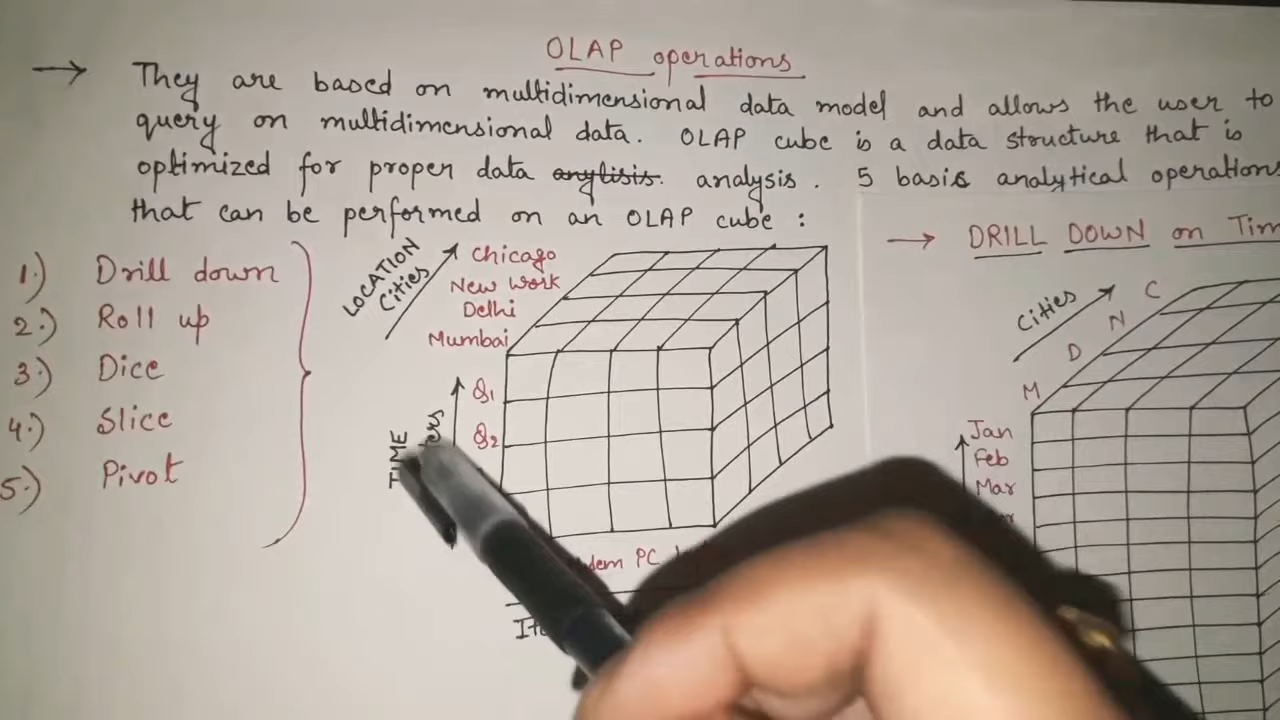 OLAP operations
→ They are based on multidimensional data model and allows the user to
query on multidimensional data. OLAP cube is a data structure that is
optimized for proper data anylisis. analysis. 5 basic analytical operations
that can be performed on an OLAP cube :
1.) Drill down
2.) Roll up
3.) Dice
4.) Slice
5.) Pivot
LOCATION
Cities
Chicago
New Work
Delhi
Mumbai
TIME
Q1
Q2
PC
→ DRILL DOWN on
Cities
C
N
D
M
Jan
Feb
Mar